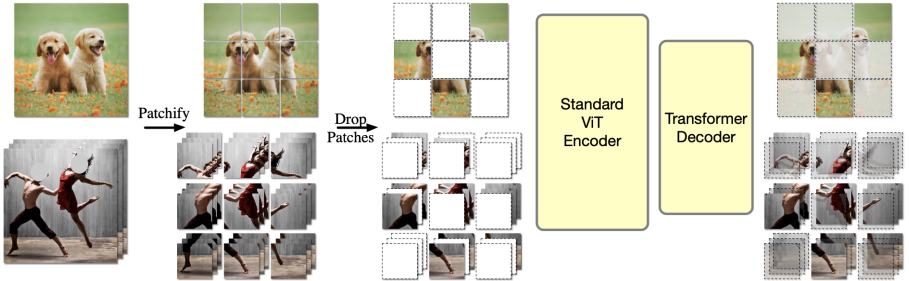 Patchify
Drop
Patches
Standard
ViT
Encoder
Transformer
Decoder